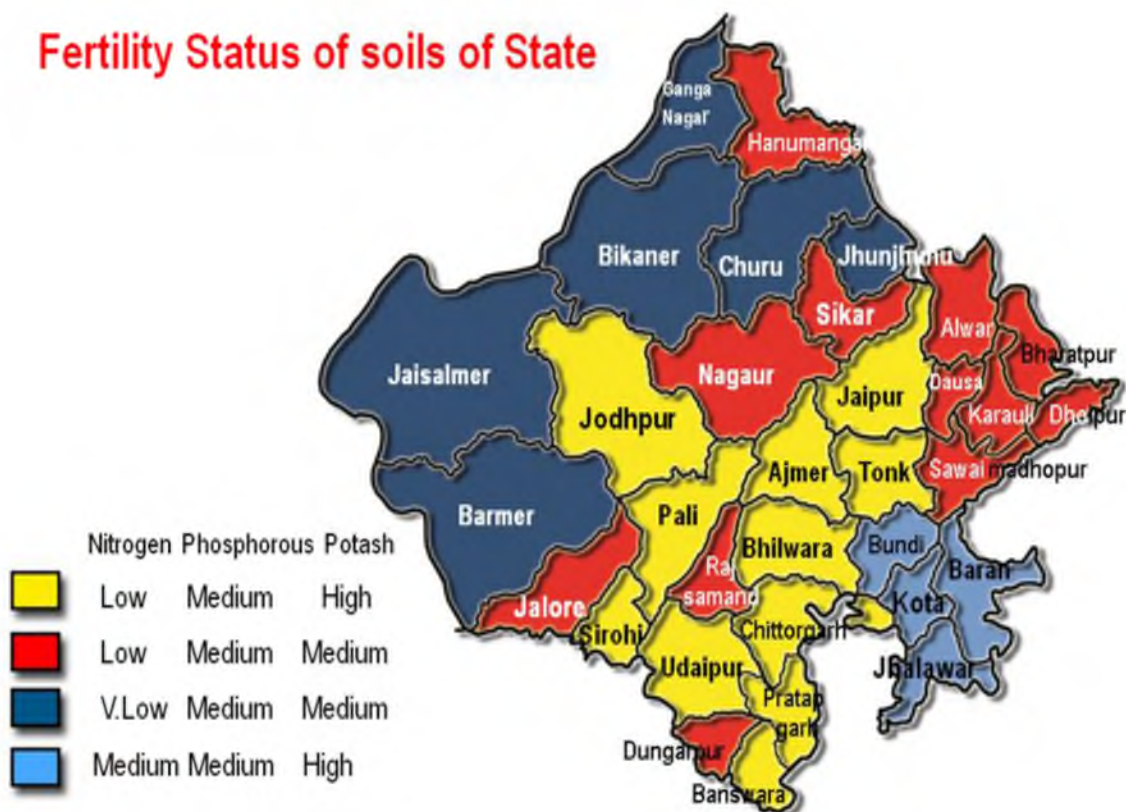 Fertility Status of soils of State
Ganga
Nagar
Hanumangar
Bikaner
Churu
Jhunjhunu
Sikar
Alwar
Bharatpur
Jaisalmer
Nagaur
Jaipur
Dausa
Karauli
Dholpur
Jodhpur
Ajmer
Tonk
Sawai madhopur
Barmer
Pali
Bhilwara
Bundi
Baran
Raj
samand
Kota
Jalore
Sirohi
Chittorgarh
Udaipur
Jhalawar
Pratap
garh
Dungarpur
Banswara
Nitrogen Phosphorous Potash
Low Medium High
Low Medium Medium
V.Low Medium Medium
Medium Medium High